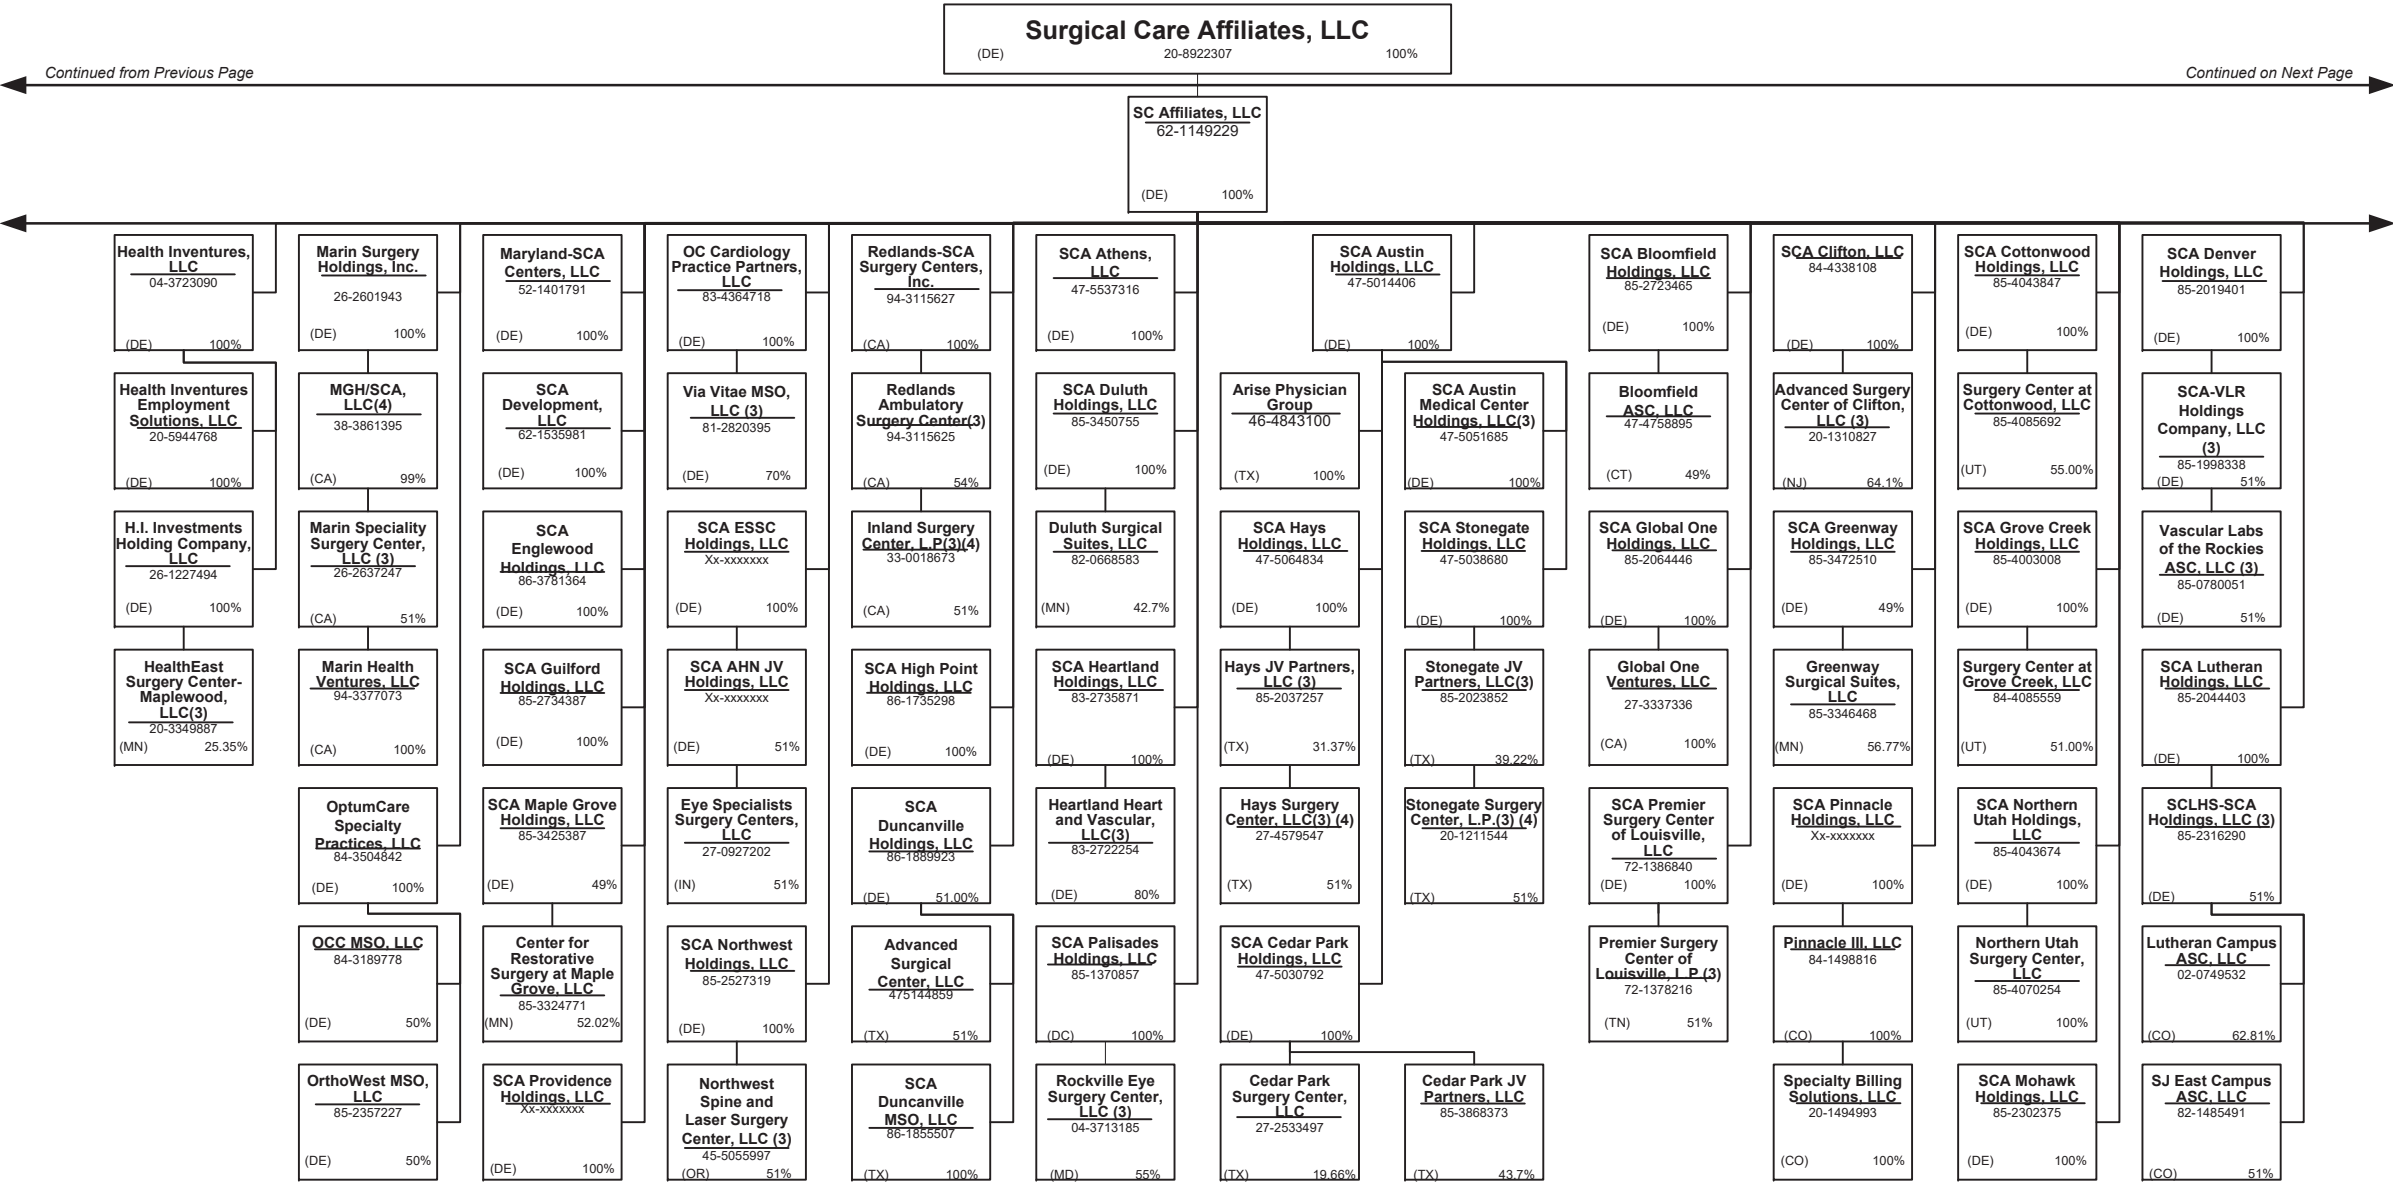 Surgical Care Affiliates, LLC
(DE) 20-8922307 100%
Continued from Previous Page
Continued on Next Page
SC Affiliates, LLC
62-1149229
(DE) 100%
Health Inventures,
LLC
04-3723090
(DE) 100%
Marin Surgery
Holdings, Inc.
26-2601943
(DE) 100%
Maryland-SCA
Centers, LLC
52-1401791
(DE) 100%
OC Cardiology
Practice Partners,
LLC
83-4364718
(DE) 100%
Redlands-SCA
Surgery Centers,
Inc.
94-3115627
(CA) 100%
SCA Athens,
LLC
47-5537316
(DE) 100%
SCA Austin
Holdings, LLC
47-5014406
(DE) 100%
SCA Bloomfield
Holdings, LLC
85-2723465
(DE) 100%
SCA Clifton, LLC
84-4338108
(DE) 100%
SCA Cottonwood
Holdings, LLC
85-4043847
(DE) 100%
SCA Denver
Holdings, LLC
85-2019401
(DE) 100%
Health Inventures
Employment
Solutions, LLC
20-5944768
(DE) 100%
MGH/SCA,
LLC(4)
38-3861395
(CA) 99%
SCA
Development,
LLC
62-1535981
(DE) 100%
Via Vitae MSO,
LLC (3)
81-2820395
(DE) 70%
Redlands
Ambulatory
Surgery Center(3)
94-3115625
(CA) 54%
SCA Duluth
Holdings, LLC
85-3450755
(DE) 100%
Arise Physician
Group
46-4843100
(TX) 100%
SCA Austin
Medical Center
Holdings, LLC(3)
47-5051685
(DE) 100%
Bloomfield
ASC, LLC
47-4758895
(CT) 49%
Advanced Surgery
Center of Clifton,
LLC (3)
20-1310827
(NJ) 64.1%
Surgery Center at
Cottonwood, LLC
85-4085692
(UT) 55.00%
SCA-VLR
Holdings
Company, LLC
(3)
85-1998338
(DE) 51%
H.I. Investments
Holding Company,
LLC
26-1227494
(DE) 100%
Marin Speciality
Surgery Center,
LLC (3)
26-2637247
(CA) 51%
SCA
Englewood
Holdings, LLC
86-3781364
(DE) 100%
SCA ESSC
Holdings, LLC
Xx-xxxxxxx
(DE) 100%
Inland Surgery
Center, L.P(3)(4)
33-0018673
(CA) 51%
Duluth Surgical
Suites, LLC
82-0668583
(MN) 42.7%
SCA Hays
Holdings, LLC
47-5064834
(DE) 100%
SCA Stonegate
Holdings, LLC
47-5038680
(DE) 100%
SCA Global One
Holdings, LLC
85-2064446
(DE) 100%
SCA Greenway
Holdings, LLC
85-3472510
(DE) 49%
SCA Grove Creek
Holdings, LLC
85-4003008
(DE) 100%
Vascular Labs
of the Rockies
ASC, LLC (3)
85-0780051
(DE) 51%
HealthEast
Surgery Center-
Maplewood,
LLC(3)
20-3349887
(MN) 25.35%
Marin Health
Ventures, LLC
94-3377073
(CA) 100%
SCA Guilford
Holdings, LLC
85-2734387
(DE) 100%
SCA AHN JV
Holdings, LLC
Xx-xxxxxxx
(DE) 51%
SCA High Point
Holdings, LLC
86-1735298
(DE) 100%
SCA Heartland
Holdings, LLC
83-2735871
(DE) 100%
Hays JV Partners,
LLC (3)
85-2037257
(TX) 31.37%
Stonegate JV
Partners, LLC(3)
85-2023852
(TX) 39.22%
Global One
Ventures, LLC
27-3337336
(CA) 100%
Greenway
Surgical Suites,
LLC
85-3346468
(MN) 56.77%
Surgery Center at
Grove Creek, LLC
84-4085559
(UT) 51.00%
SCA Lutheran
Holdings, LLC
85-2044403
(DE) 100%
OptumCare
Specialty
Practices, LLC
84-3504842
(DE) 100%
SCA Maple Grove
Holdings, LLC
85-3425387
(DE) 49%
Eye Specialists
Surgery Centers,
LLC
27-0927202
(IN) 51%
SCA
Duncanville
Holdings, LLC
86-1889923
(DE) 51.00%
Heartland Heart
and Vascular,
LLC(3)
83-2722254
(DE) 80%
Hays Surgery
Center, LLC(3) (4)
27-4579547
(TX) 51%
Stonegate Surgery
Center, L.P.(3) (4)
20-1211544
(TX) 51%
SCA Premier
Surgery Center
of Louisville,
LLC
72-1386840
(DE) 100%
SCA Pinnacle
Holdings, LLC
Xx-xxxxxxx
(DE) 100%
SCA Northern
Utah Holdings,
LLC
85-4043674
(DE) 100%
SCLHS-SCA
Holdings, LLC (3)
85-2316290
(DE) 51%
OCC MSO, LLC
84-3189778
(DE) 50%
Center for
Restorative
Surgery at Maple
Grove, LLC
85-3324771
(MN) 52.02%
SCA Northwest
Holdings, LLC
85-2527319
(DE) 100%
Advanced
Surgical
Center, LLC
475144859
(TX) 51%
SCA Palisades
Holdings, LLC
85-1370857
(DC) 100%
SCA Cedar Park
Holdings, LLC
47-5030792
(DE) 100%
Premier Surgery
Center of
Louisville, L.P.(3)
72-1378216
(TN) 51%
Pinnacle III, LLC
84-1498816
(CO) 100%
Northern Utah
Surgery Center,
LLC
85-4070254
(UT) 100%
Lutheran Campus
ASC, LLC
02-0749532
(CO) 62.81%
OrthoWest MSO,
LLC
85-2357227
(DE) 50%
SCA Providence
Holdings, LLC
Xx-xxxxxxx
(DE) 100%
Northwest
Spine and
Laser Surgery
Center, LLC (3)
45-5055997
(OR) 51%
SCA
Duncanville
MSO, LLC
86-1855507
(TX) 100%
Rockville Eye
Surgery Center,
LLC (3)
04-3713185
(MD) 55%
Cedar Park
Surgery Center,
LLC
27-2533497
(TX) 19.66%
Cedar Park JV
Partners, LLC
85-3868373
(TX) 43.7%
Specialty Billing
Solutions, LLC
20-1494993
(CO) 100%
SCA Mohawk
Holdings, LLC
85-2302375
(DE) 100%
SJ East Campus
ASC, LLC
82-1485491
(CO) 51%